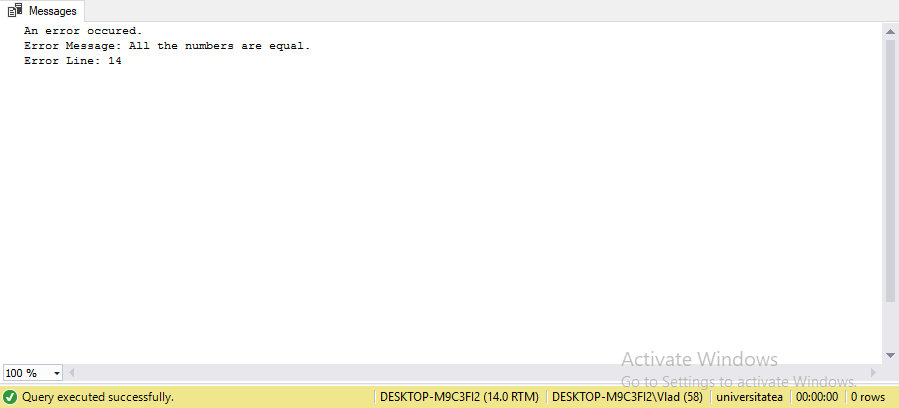 Messages
An error occured.
Error Message: All the numbers are equal.
Error Line: 14
100 %
Activate Windows
Go to Settings to activate Windows.
Query executed successfully.
DESKTOP-M9C3FI2 (14.0 RTM)
DESKTOP-M9C3FI2\Vlad (58)
universitatea
00:00:00
0 rows